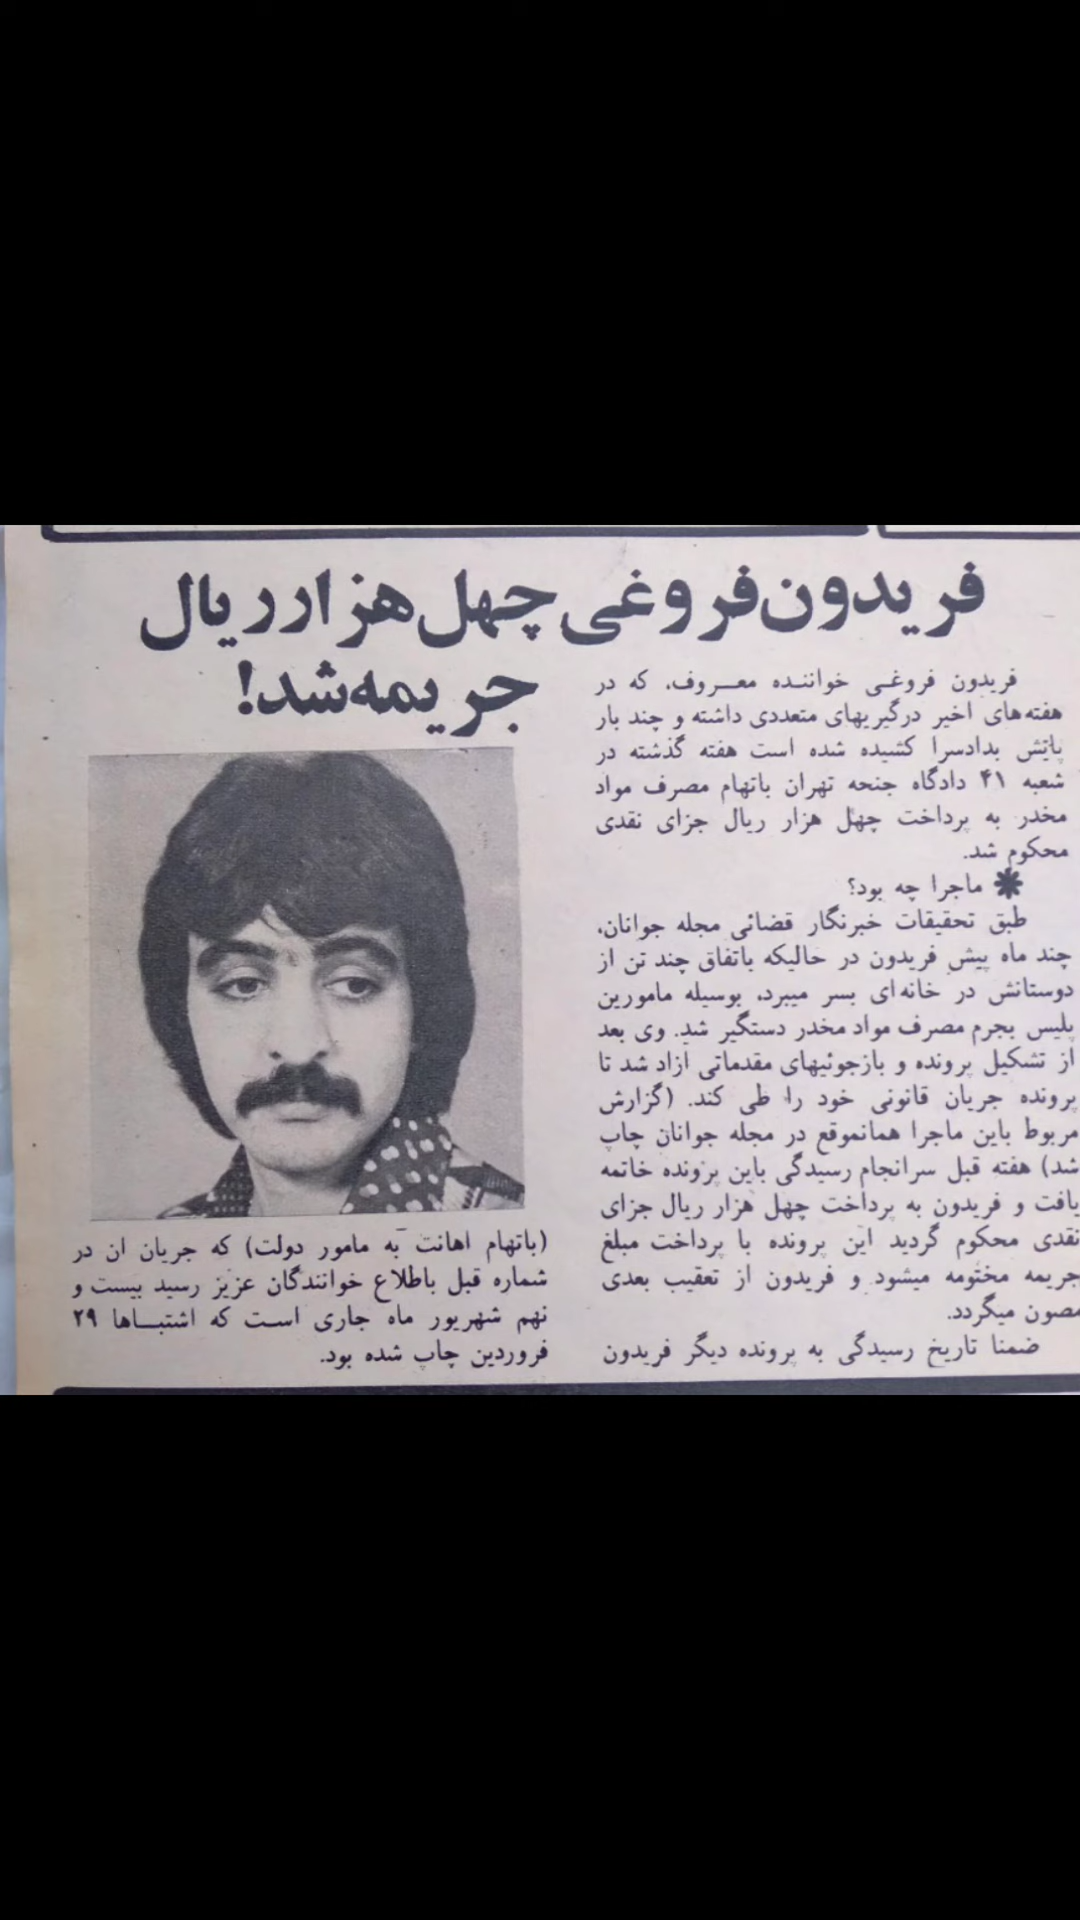 فریدون فروغی چهل هزار ریال
جریمه شد!
فریدون فروغـی خواننـده معـــروف، که در
هفته‌های اخیر درگیریهای متعددی داشته و چند بار
پایش بدادسرا کشیده شده است هفته گذشته در
شعبه ۴۱ دادگاه جنحه تهران باتهام مصرف مواد
مخدر به پرداخت چهل هزار ریال جزای نقدی
محکوم شد.
✱ ماجرا چه بود؟
طبق تحقیقات خبرنگار قضائی مجله جوانان،
چند ماه پیش فریدون در حالیکه باتفاق چند تن از
دوستانش در خانه‌ای بسر میبرد، بوسیله مامورین
پلیس بجرم مصرف مواد مخدر دستگیر شد. وی بعد
از تشکیل پرونده و بازجوئیهای مقدماتی ازاد شد تا
پرونده جریان قانونی خود را طی کند. (گزارش
مربوط باین ماجرا همانموقع در مجله جوانان چاپ
شد) هفته قبل سرانجام رسیدگی باین پرونده خاتمه
یافت و فریدون به پرداخت چهل هزار ریال جزای
نقدی محکوم گردید این پرونده با پرداخت مبلغ
جریمه مختومه میشود و فریدون از تعقیب بعدی
مصون میگردد.
ضمنا تاریخ رسیدگی به پرونده دیگر فریدون
(باتهام اهانت به مامور دولت) که جریان ان در
شماره قبل باطلاع خوانندگان عزیز رسید بیست و
نهم شهریور ماه جاری اسـت که اشتبـــاها ۲۹
فروردین چاپ شده بود.